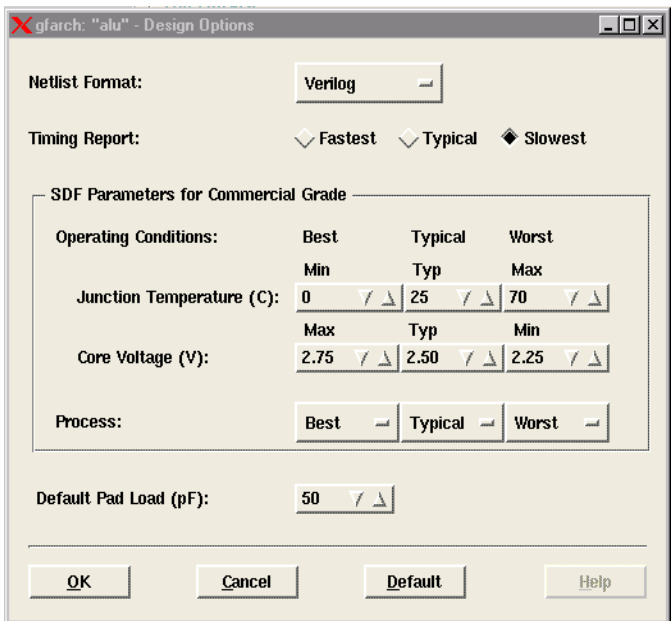 gfarch: "alu" - Design Options
Netlist Format: Verilog
Timing Report: Fastest Typical Slowest
SDF Parameters for Commercial Grade
Operating Conditions: Best Typical Worst
Min Typ Max
Junction Temperature (C): 0 25 70
Max Typ Min
Core Voltage (V): 2.75 2.50 2.25
Process: Best Typical Worst
Default Pad Load (pF): 50
OK Cancel Default Help